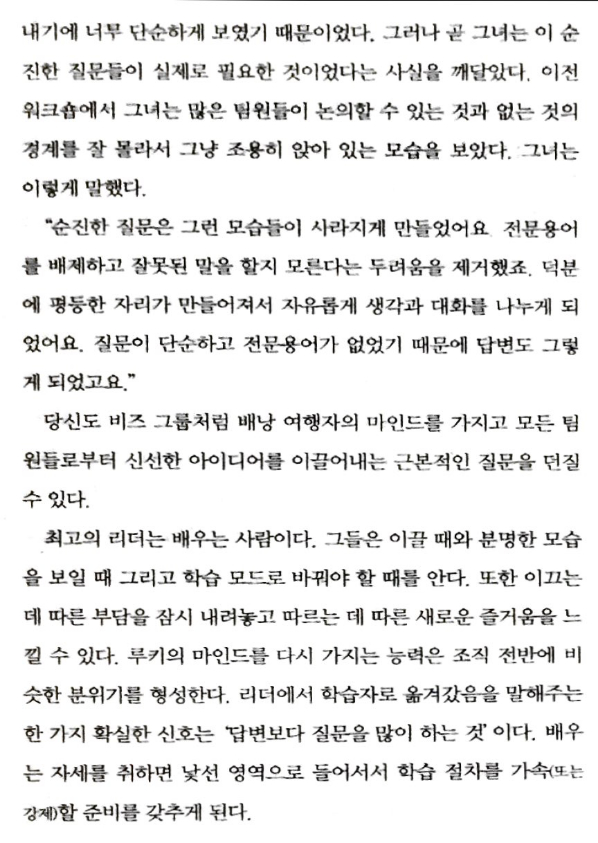 내기에 너무 단순하게 보였기 때문이었다. 그러나 곧 그녀는 이 순
진한 질문들이 실제로 필요한 것이었다는 사실을 깨달았다. 이전
워크숍에서 그녀는 많은 팀원들이 논의할 수 있는 것과 없는 것의
경계를 잘 몰라서 그냥 조용히 앉아 있는 모습을 보았다. 그녀는
이렇게 말했다.
“순진한 질문은 그런 모습들이 사라지게 만들었어요. 전문용어
를 배제하고 잘못된 말을 할지 모른다는 두려움을 제거했죠. 덕분
에 평등한 자리가 만들어져서 자유롭게 생각과 대화를 나누게 되
었어요. 질문이 단순하고 전문용어가 없었기 때문에 답변도 그렇
게 되었고요.”
당신도 비즈 그룹처럼 배낭 여행자의 마인드를 가지고 모든 팀
원들로부터 신선한 아이디어를 이끌어내는 근본적인 질문을 던질
수 있다.
최고의 리더는 배우는 사람이다. 그들은 이끌 때와 분명한 모습
을 보일 때 그리고 학습 모드로 바꿔야 할 때를 안다. 또한 이끄는
데 따른 부담을 잠시 내려놓고 따르는 데 따른 새로운 즐거움을 느
낄 수 있다. 루키의 마인드를 다시 가지는 능력은 조직 전반에 비
슷한 분위기를 형성한다. 리더에서 학습자로 옮겨갔음을 말해주는
한 가지 확실한 신호는 ‘답변보다 질문을 많이 하는 것’이다. 배우
는 자세를 취하면 낯선 영역으로 들어서서 학습 절차를 가속(또는
강제)할 준비를 갖추게 된다.